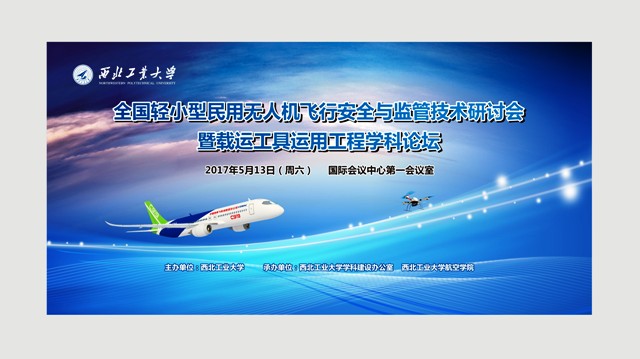 西北工业大学
NORTHWESTERN POLYTECHNICAL UNIVERSITY
全国轻小型民用无人机飞行安全与监管技术研讨会
暨载运工具运用工程学科论坛
2017年5月13日（周六） 国际会议中心第一会议室
C919
主办单位：西北工业大学 承办单位：西北工业大学学科建设办公室 西北工业大学航空学院